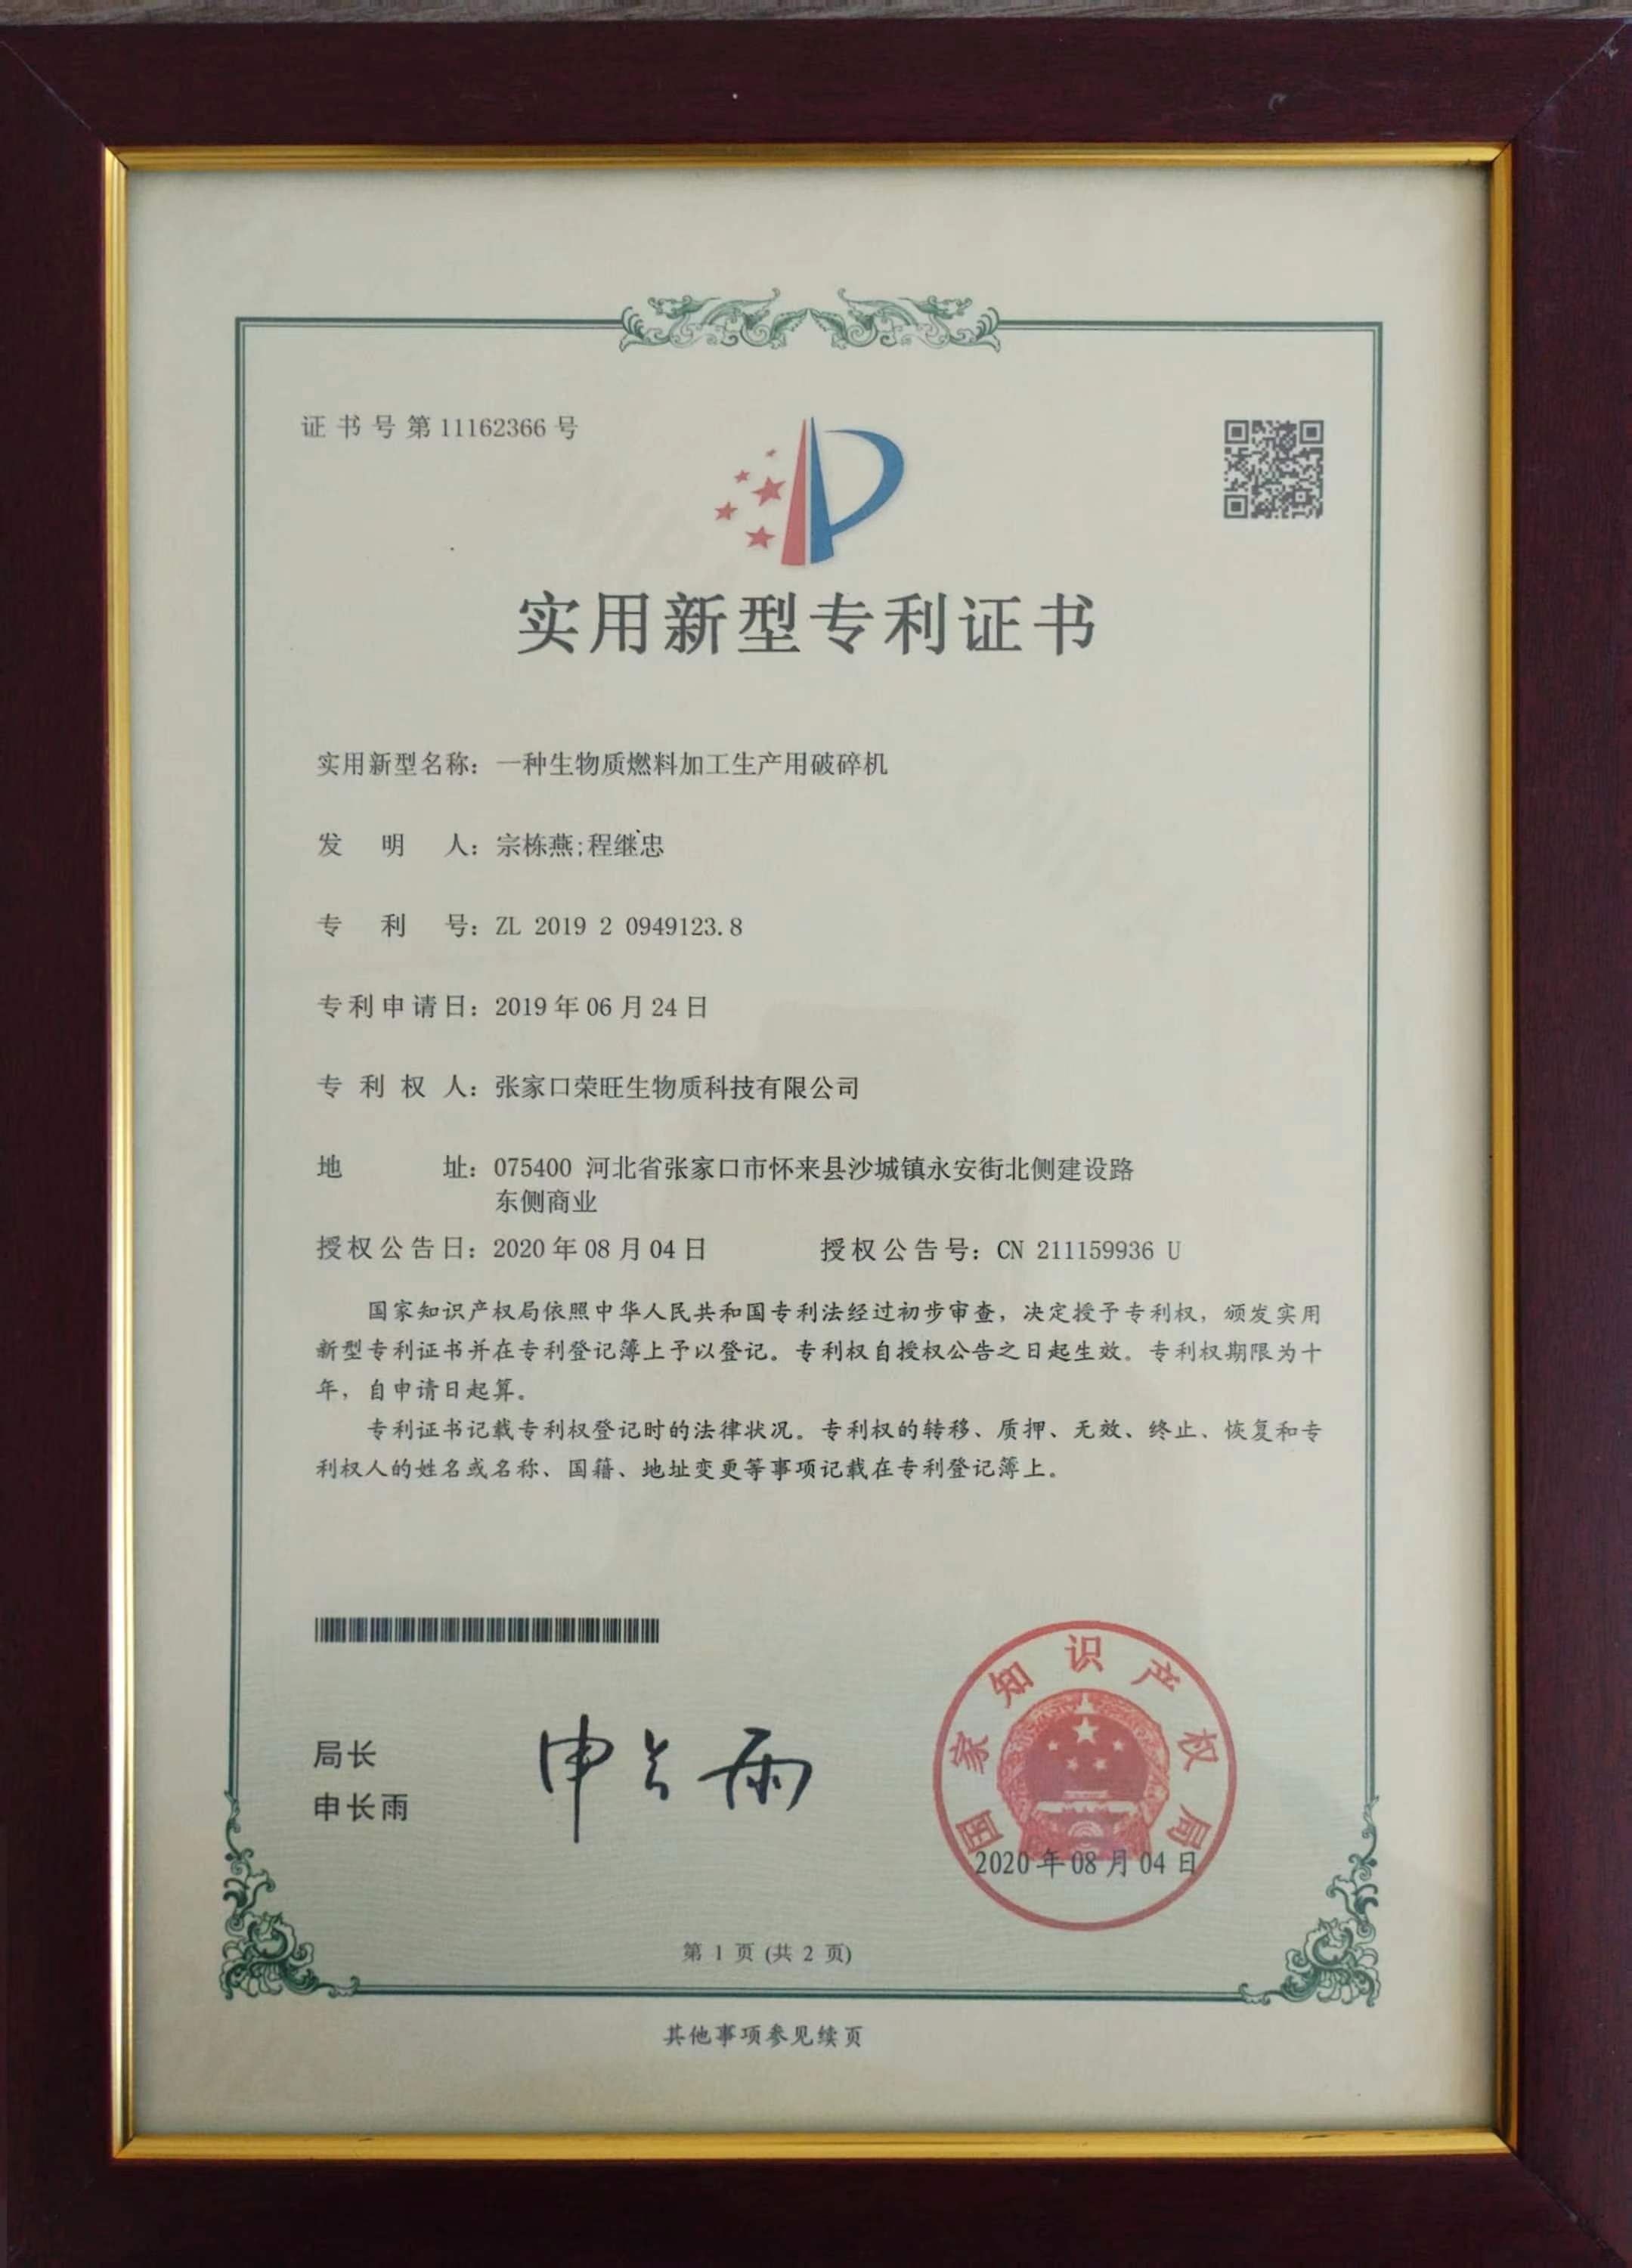 证书号第11162366号
实用新型专利证书
实用新型名称：一种生物质燃料加工生产用破碎机
发明人：宗栋燕;程继忠
专利号：ZL 2019 2 0949123.8
专利申请日：2019年06月24日
专利权人：张家口荣旺生物质科技有限公司
地址：075400 河北省张家口市怀来县沙城镇永安街北侧建设路
东侧商业
授权公告日：2020年08月04日 授权公告号：CN 211159936 U
国家知识产权局依照中华人民共和国专利法经过初步审查，决定授予专利权，颁发实用
新型专利证书并在专利登记簿上予以登记。专利权自授权公告之日起生效。专利权期限为十
年，自申请日起算。
专利证书记载专利权登记时的法律状况。专利权的转移、质押、无效、终止、恢复和专
利权人的姓名或名称、国籍、地址变更等事项记载在专利登记簿上。
局长
申长雨
申长雨
国家知识产权局
2020年08月04日
第 1 页 (共 2 页)
其他事项参见续页